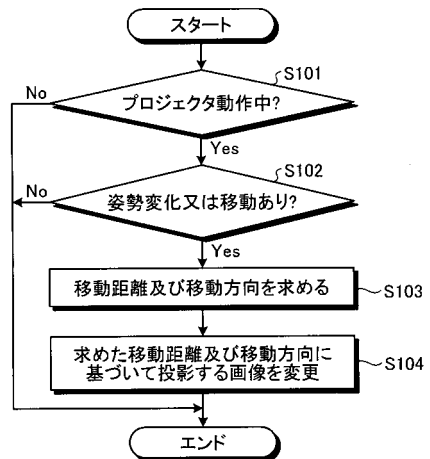 スタート
S101
No
プロジェクタ動作中?
Yes
S102
No
姿勢変化又は移動あり?
Yes
移動距離及び移動方向を求める
S103
求めた移動距離及び移動方向に
基づいて投影する画像を変更
S104
エンド